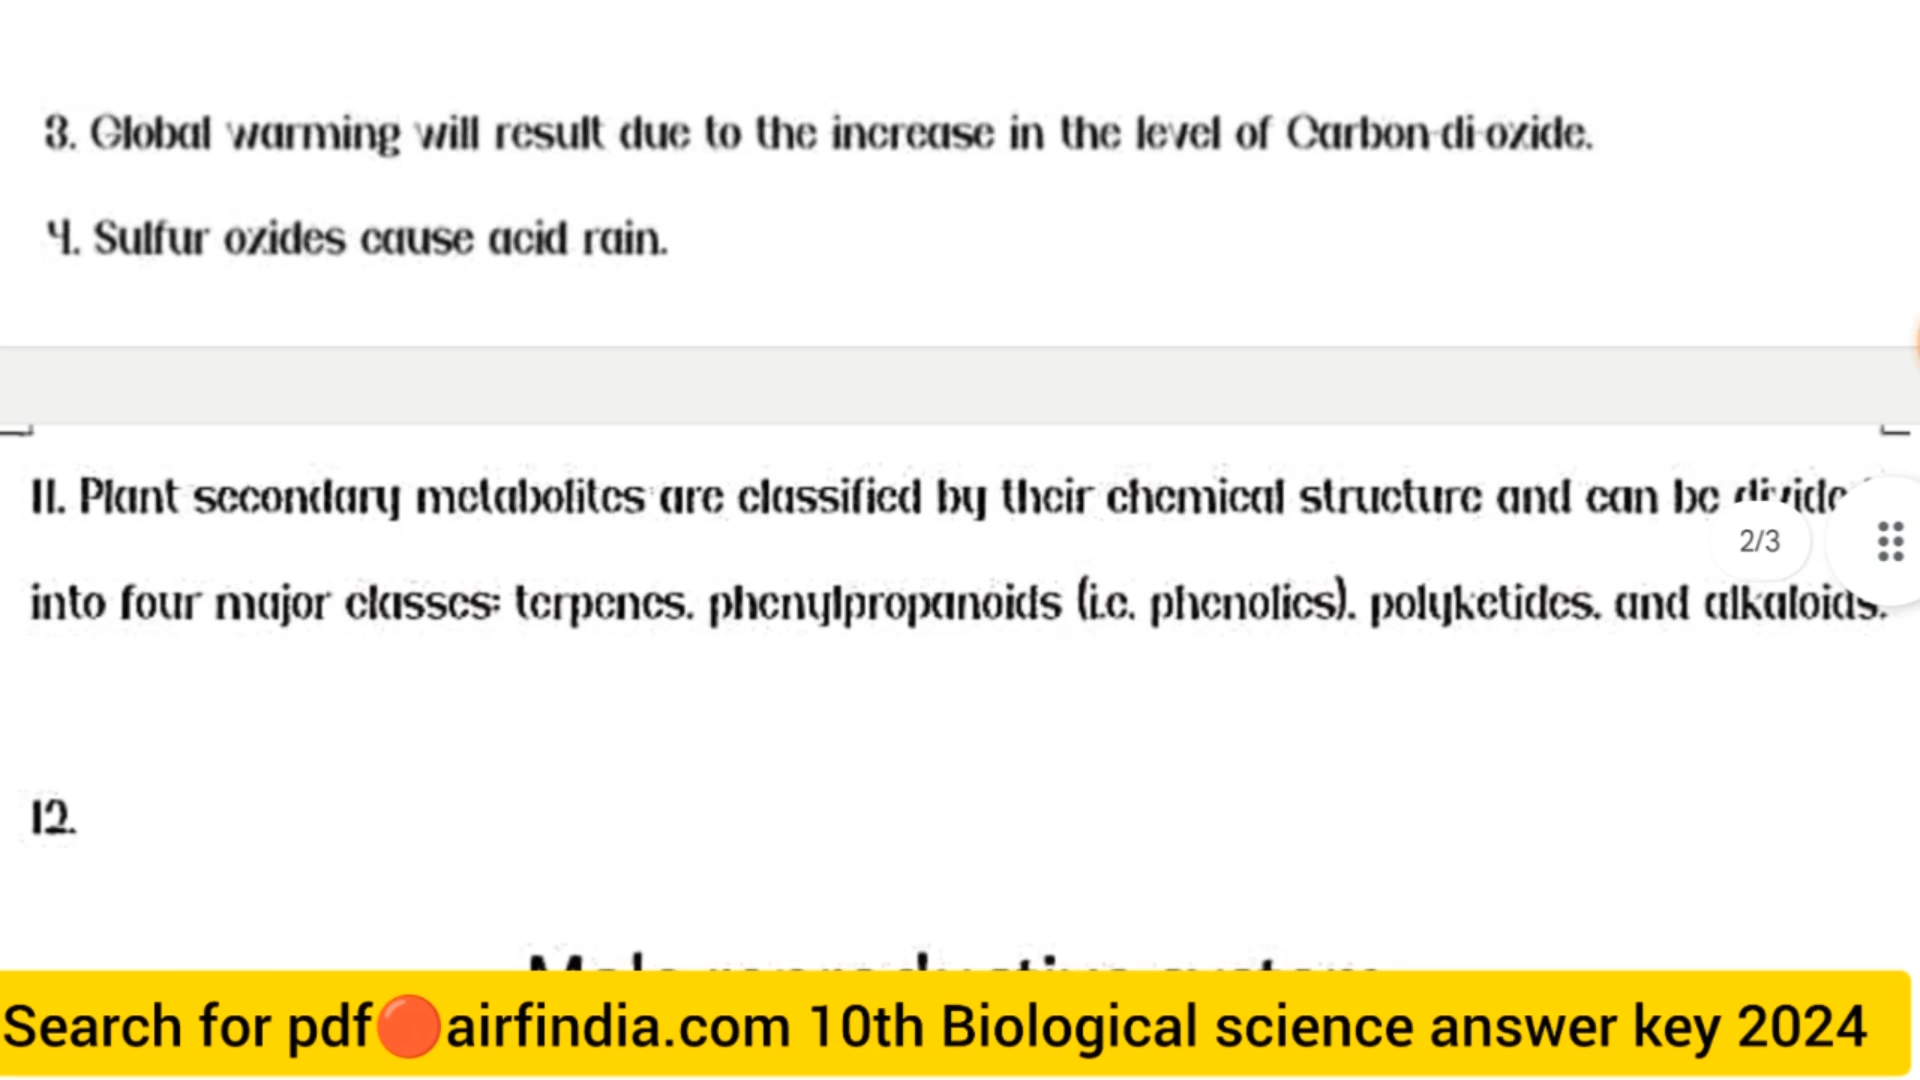 3. Global warming will result due to the increase in the level of Carbon-di-oxide.
4. Sulfur oxides cause acid rain.
11. Plant secondary metabolites are classified by their chemical structure and can be
2/3
into four major classes: terpenes, phenylpropanoids (i.e. phenolics), polyketides, and alkaloids.
12.
Male reproductive system
Search for pdf🔴airfindia.com 10th Biological science answer key 2024